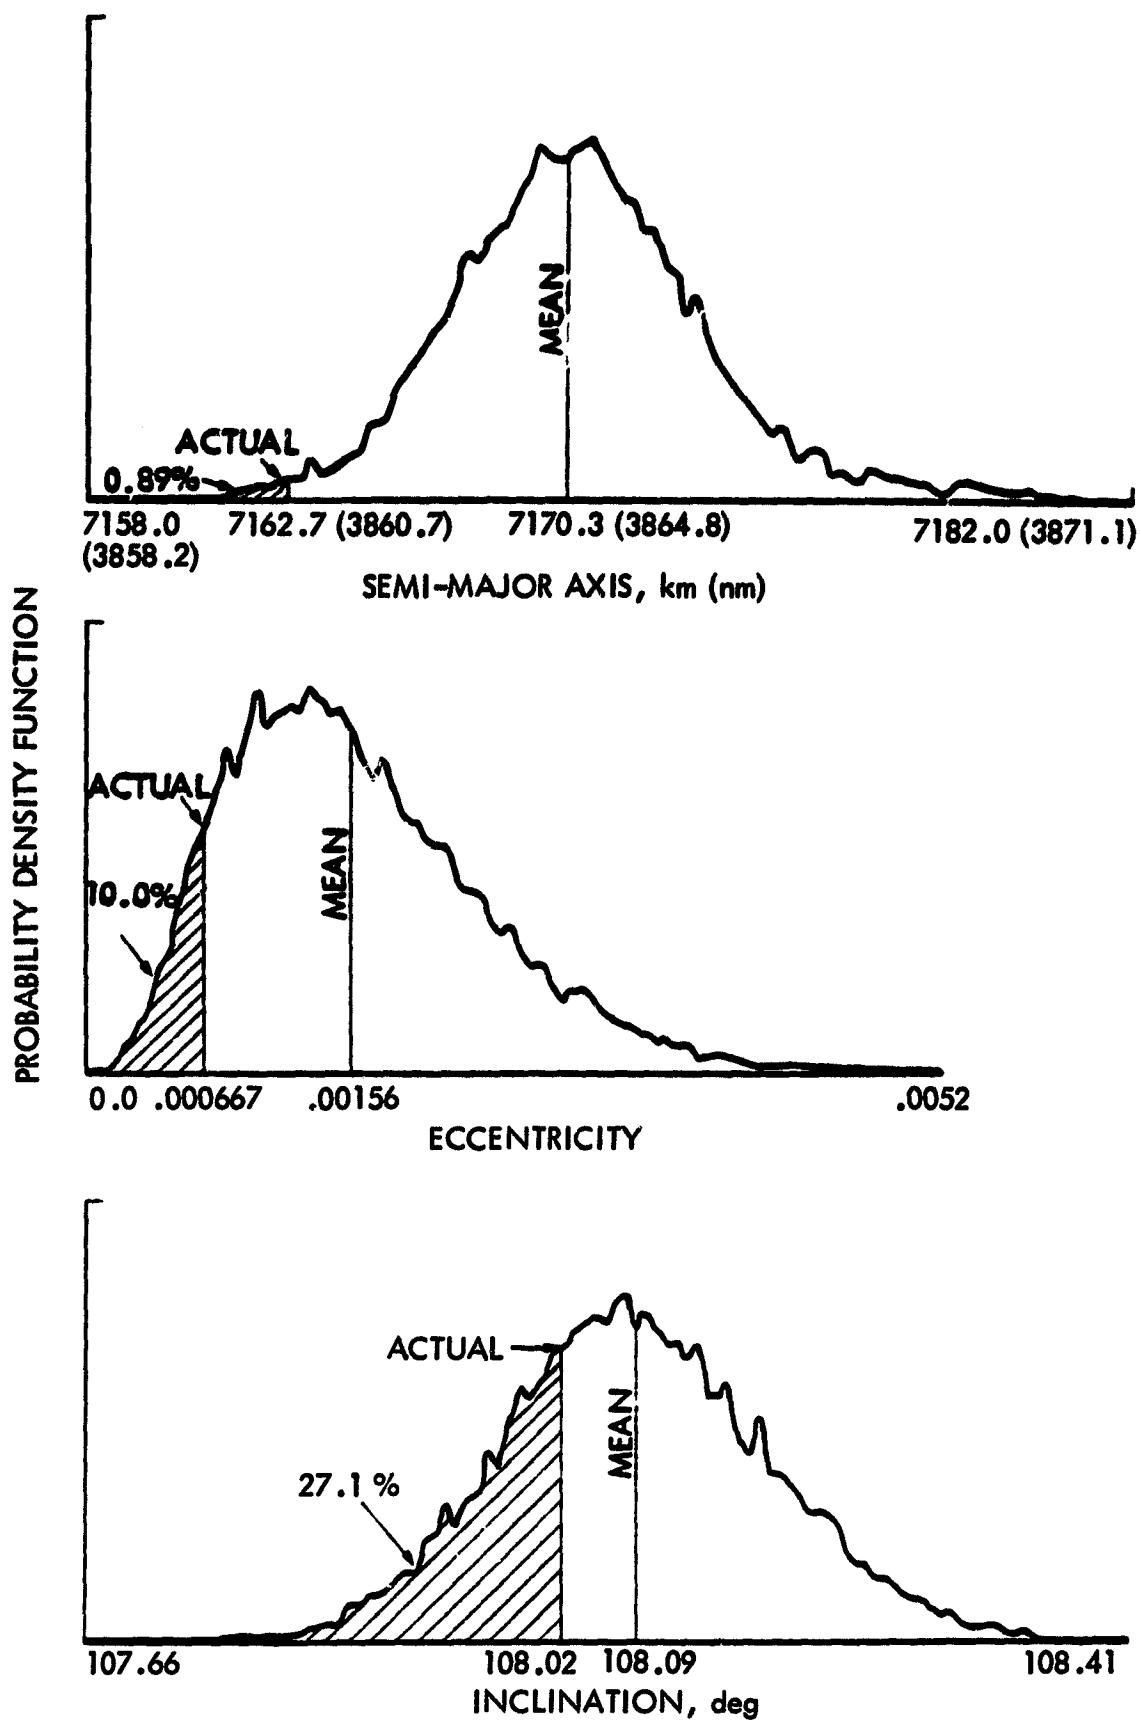 PROBABILITY DENSITY FUNCTION
MEAN
ACTUAL
0.89%
7158.0 7162.7 (3860.7) 7170.3 (3864.8) 7182.0 (3871.1)
(3858.2)
SEMI-MAJOR AXIS, km (nm)
ACTUAL
MEAN
10.0%
0.0 .000667 .00156 .0052
ECCENTRICITY
ACTUAL
MEAN
27.1%
107.66 108.02 108.09 108.41
INCLINATION, deg